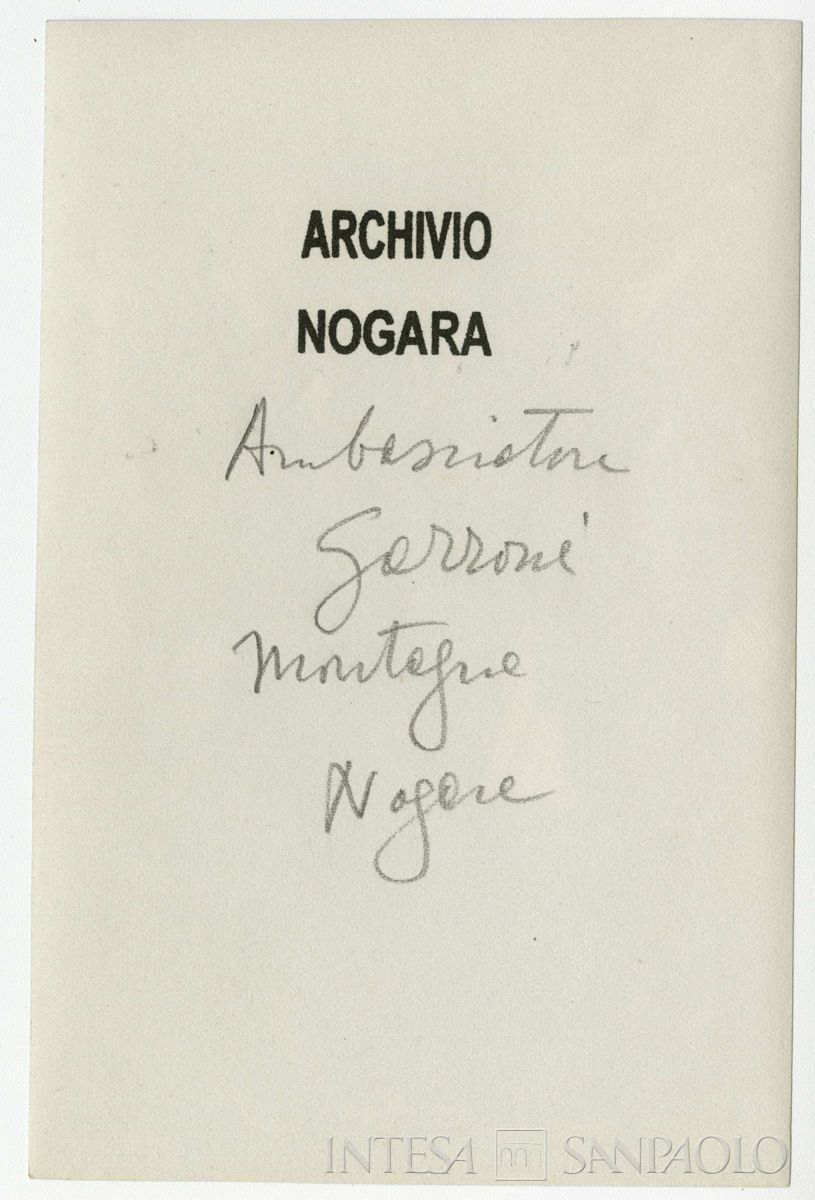 ARCHIVIO
NOGARA
Ambasciatore
Garroni
Montagna
Nogara
INTESA SANPAOLO